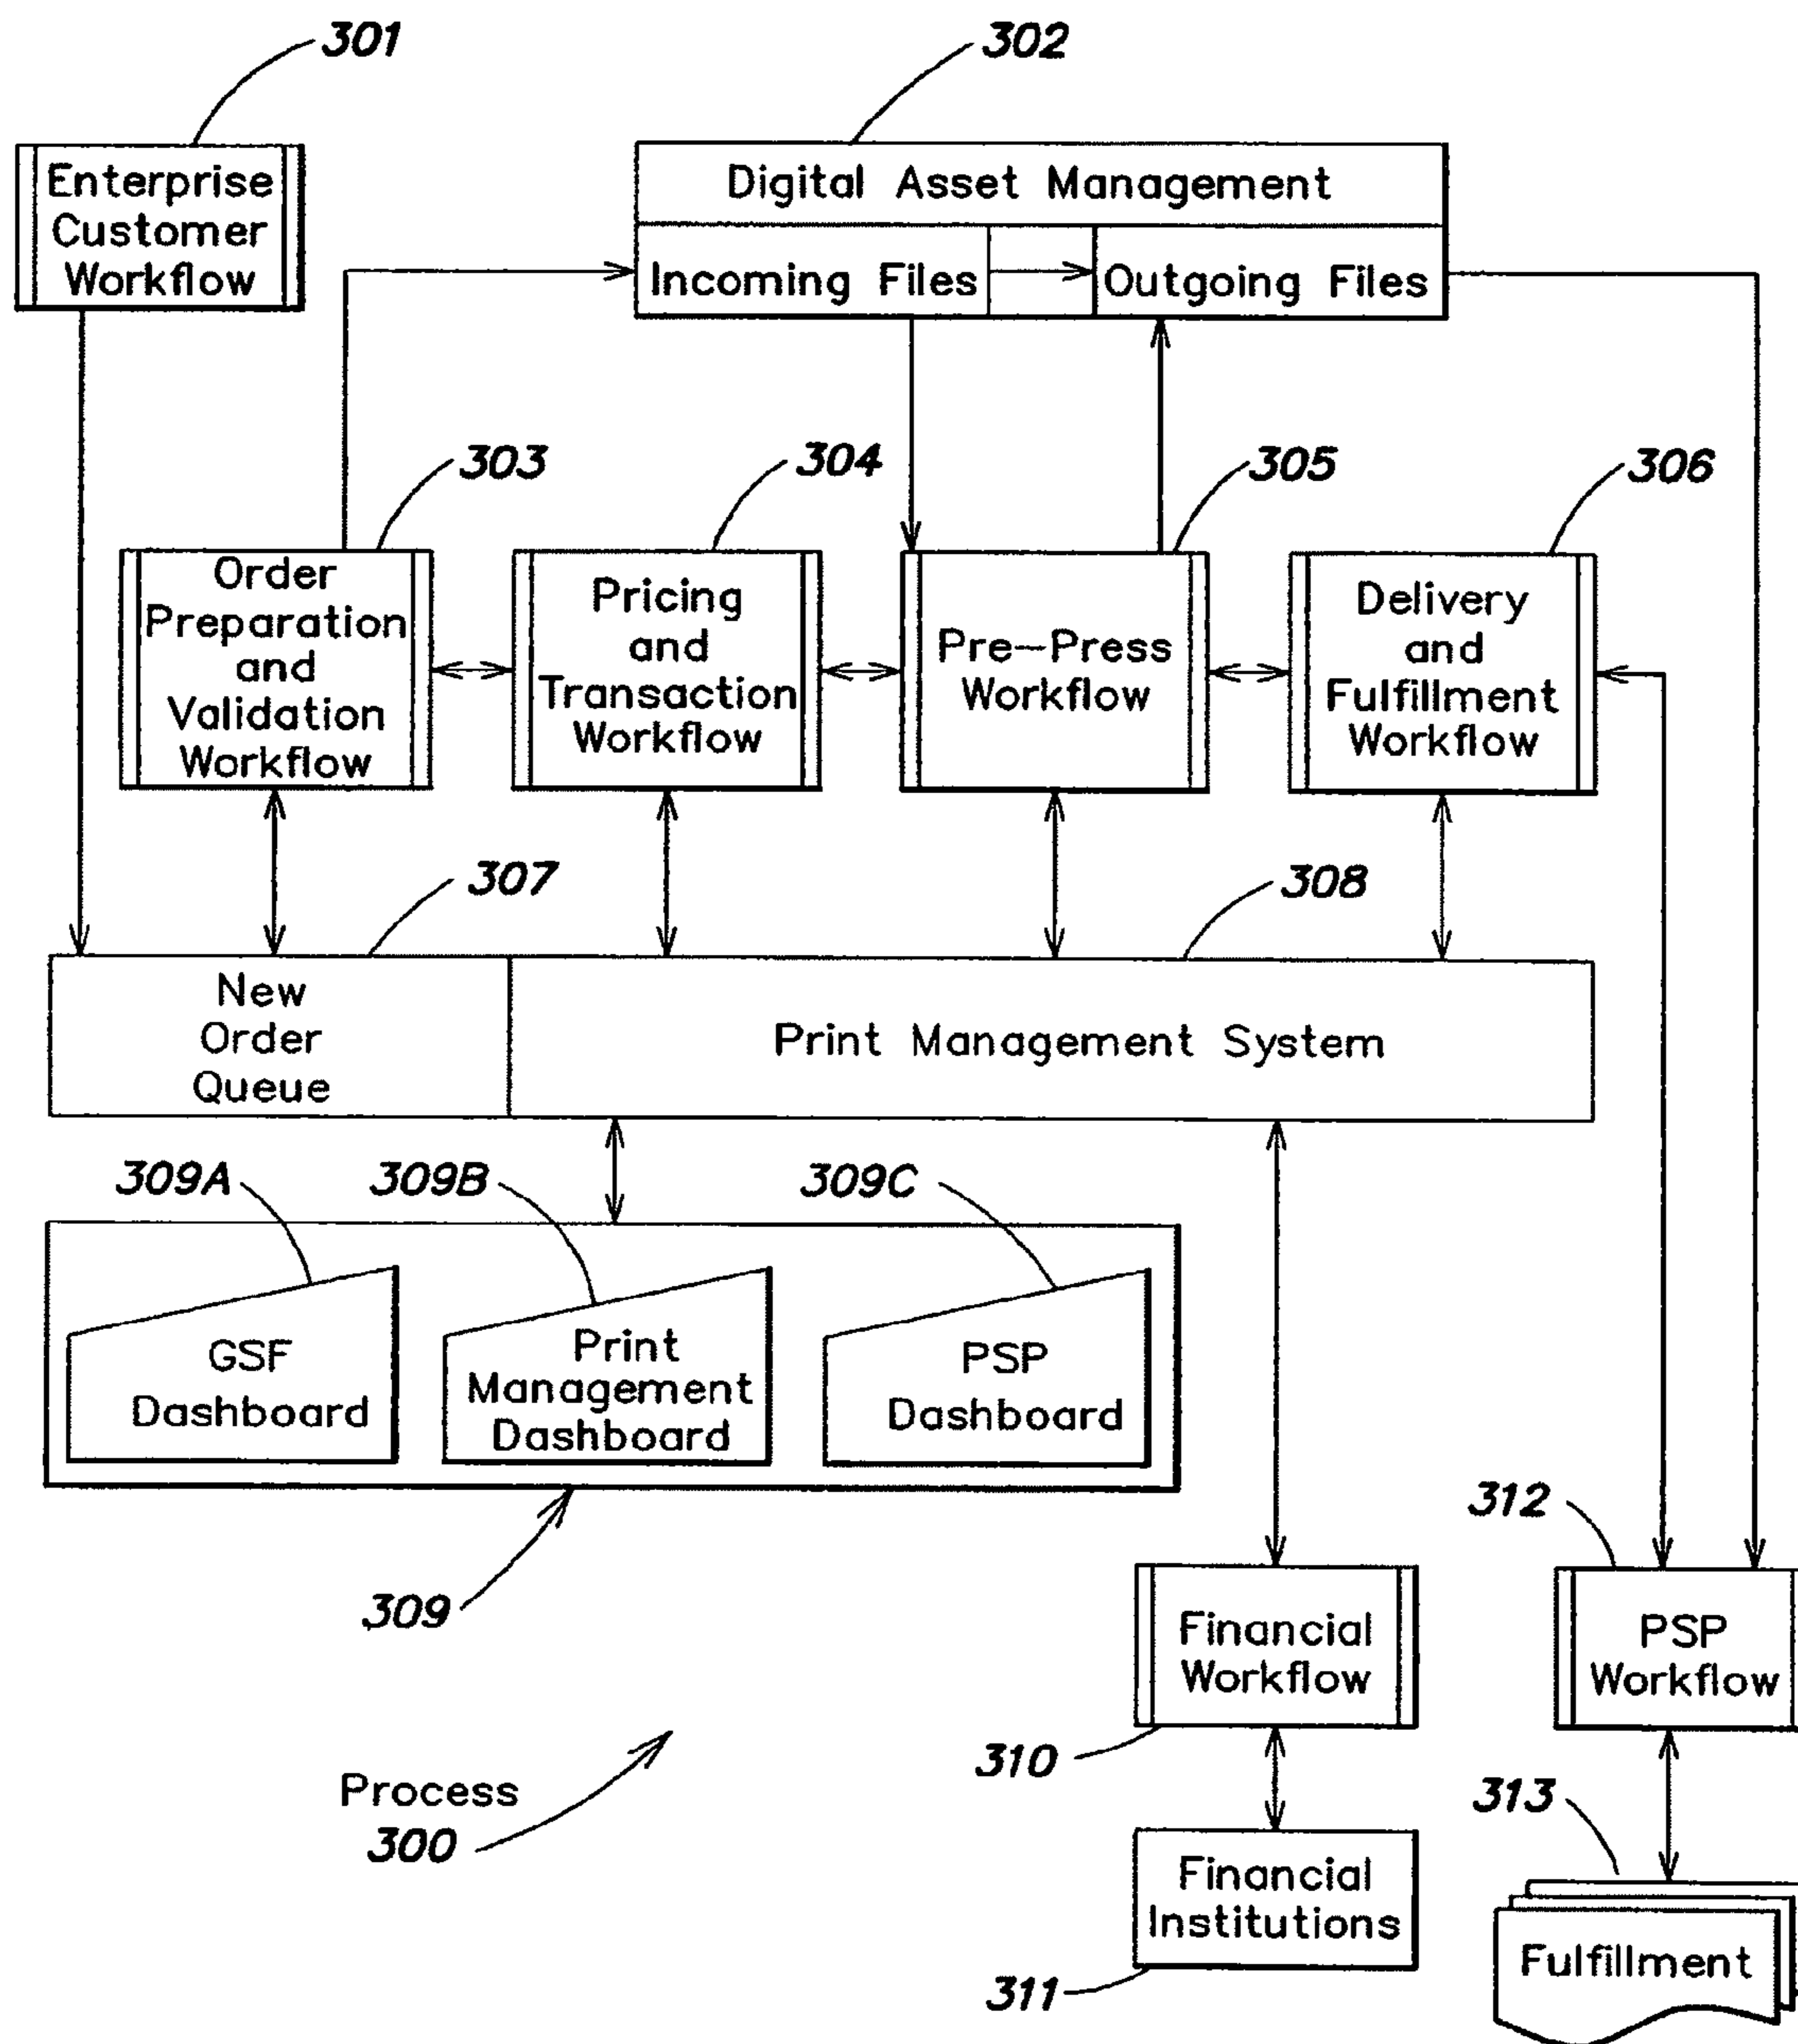 301
302
Enterprise
Customer
Workflow
Digital Asset Management
Incoming Files
Outgoing Files
303
304
305
306
Order
Preparation
and
Validation
Workflow
Pricing
and
Transaction
Workflow
Pre-Press
Workflow
Delivery
and
Fulfillment
Workflow
307
308
New
Order
Queue
Print Management System
309A
309B
309C
GSF
Dashboard
Print
Management
Dashboard
PSP
Dashboard
309
312
Financial
Workflow
PSP
Workflow
310
Process
300
313
Financial
Institutions
311
Fulfillment